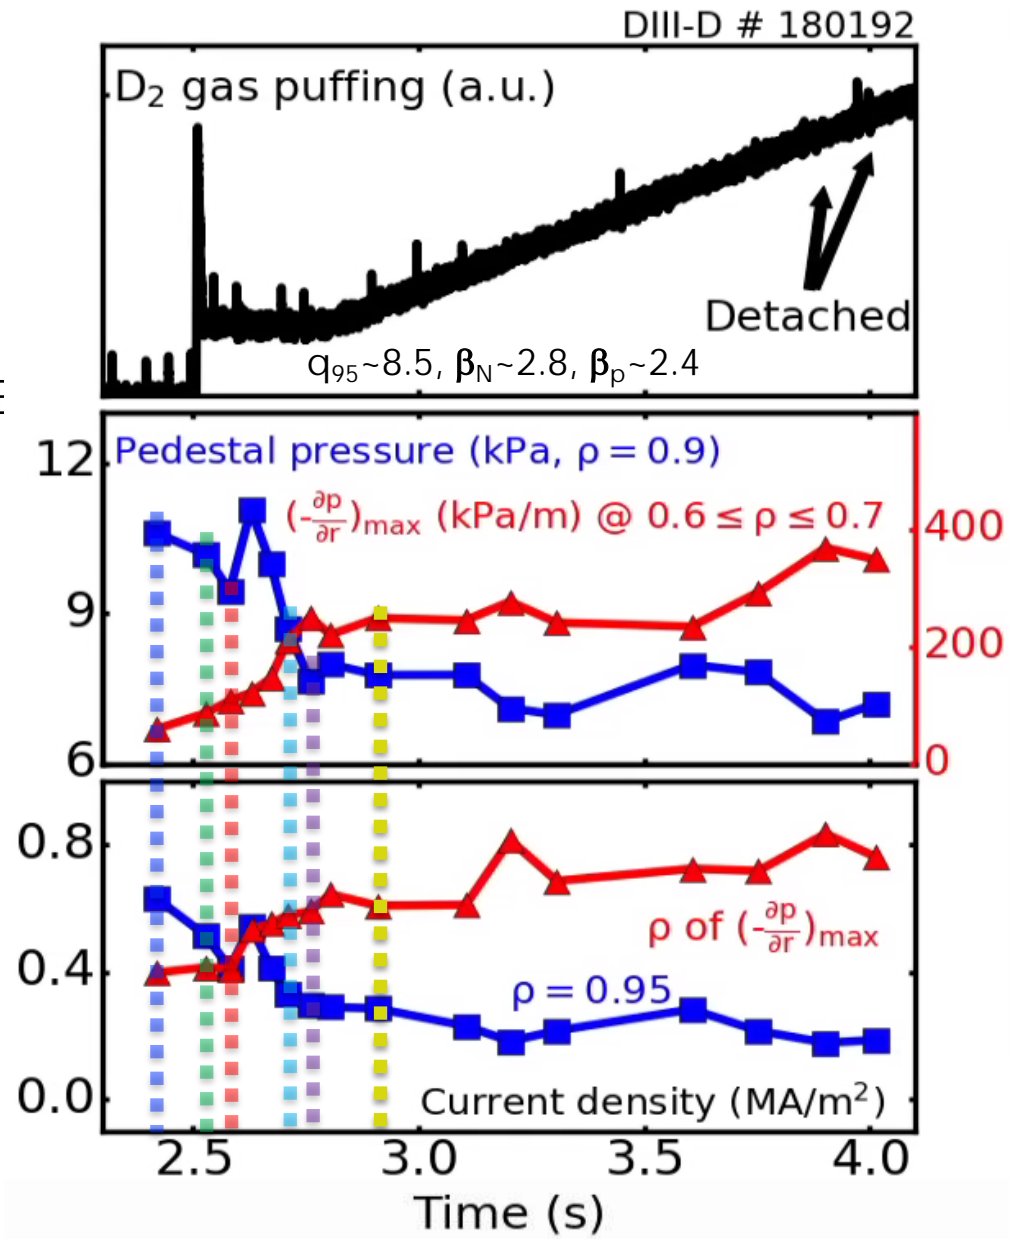 DIII-D # 180192
D₂ gas puffing (a.u.)
Detached
q₉₅~8.5, β_N~2.8, β_p~2.4
Pedestal pressure (kPa, ρ = 0.9)
(-∂p/∂r)max (kPa/m) @ 0.6 ≤ ρ ≤ 0.7
12
9
6
400
200
0
ρ of (-∂p/∂r)max
ρ = 0.95
Current density (MA/m²)
0.8
0.4
0.0
2.5 3.0 3.5 4.0
Time (s)